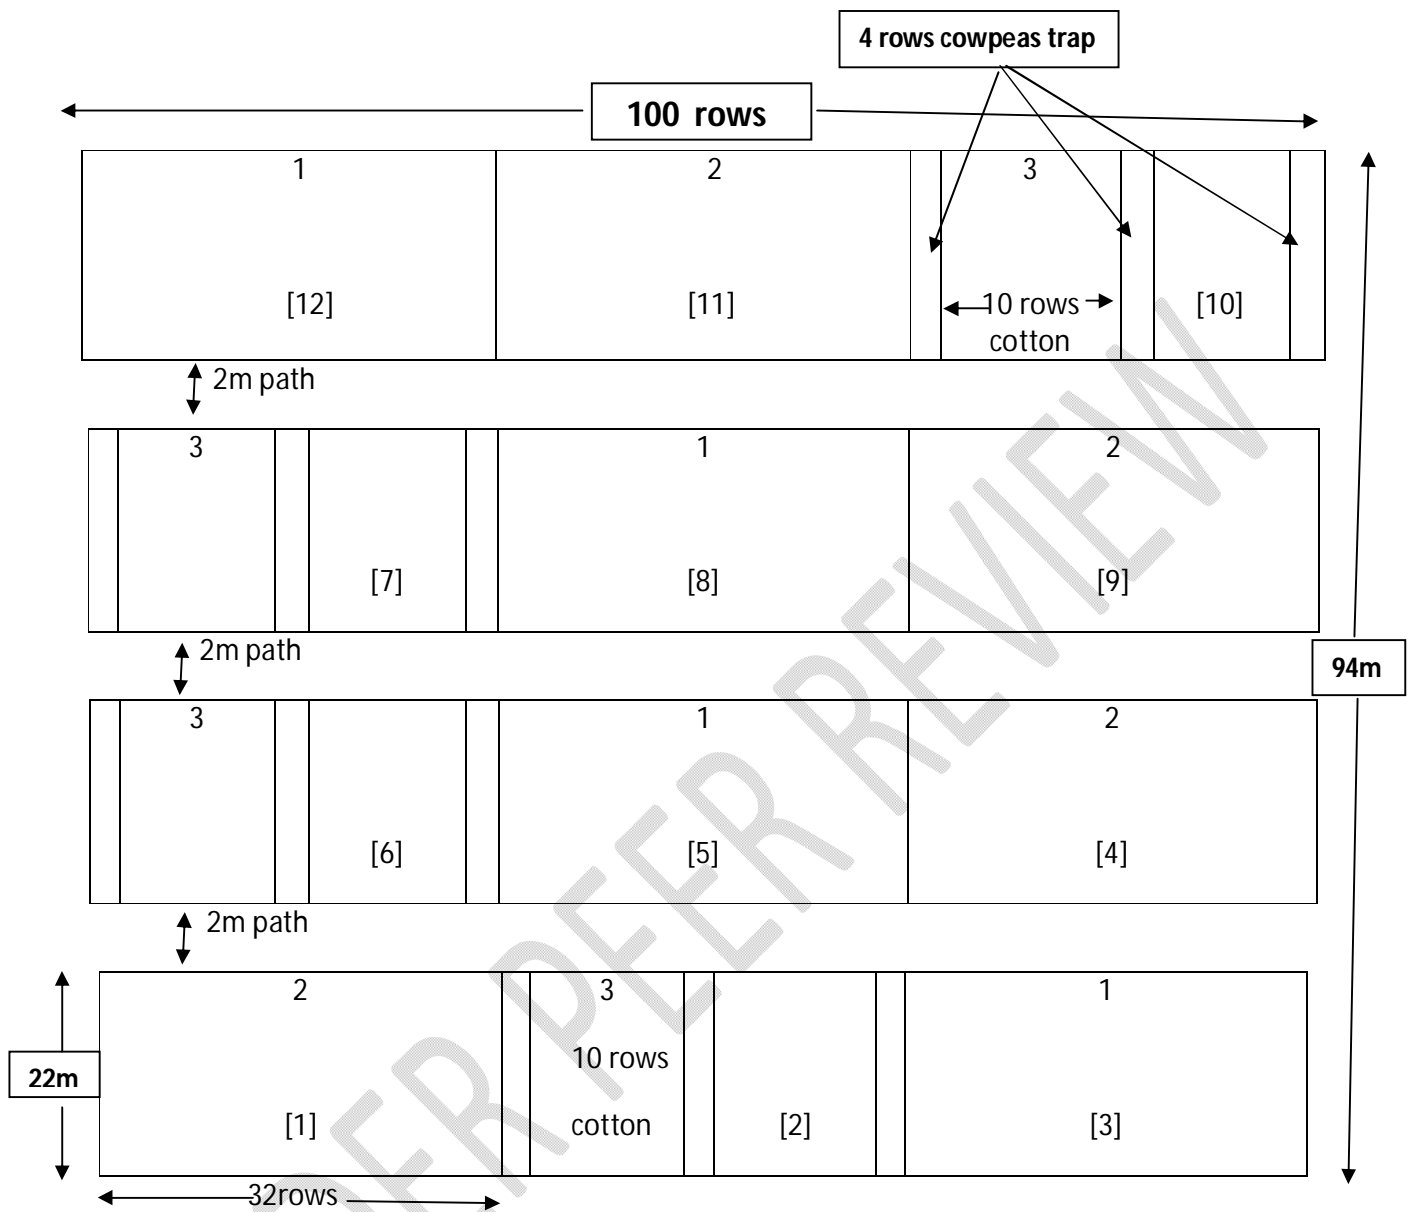 4 rows cowpeas trap
100 rows
1 2 3
[12] [11] 10 rows [10]
cotton
2m path
3 1 2
[7] [8] [9]
2m path
94m
3 1 2
[6] [5] [4]
2m path
2 3 1
10 rows
22m
[1] cotton [2] [3]
32rows
DER PEER REVIEW